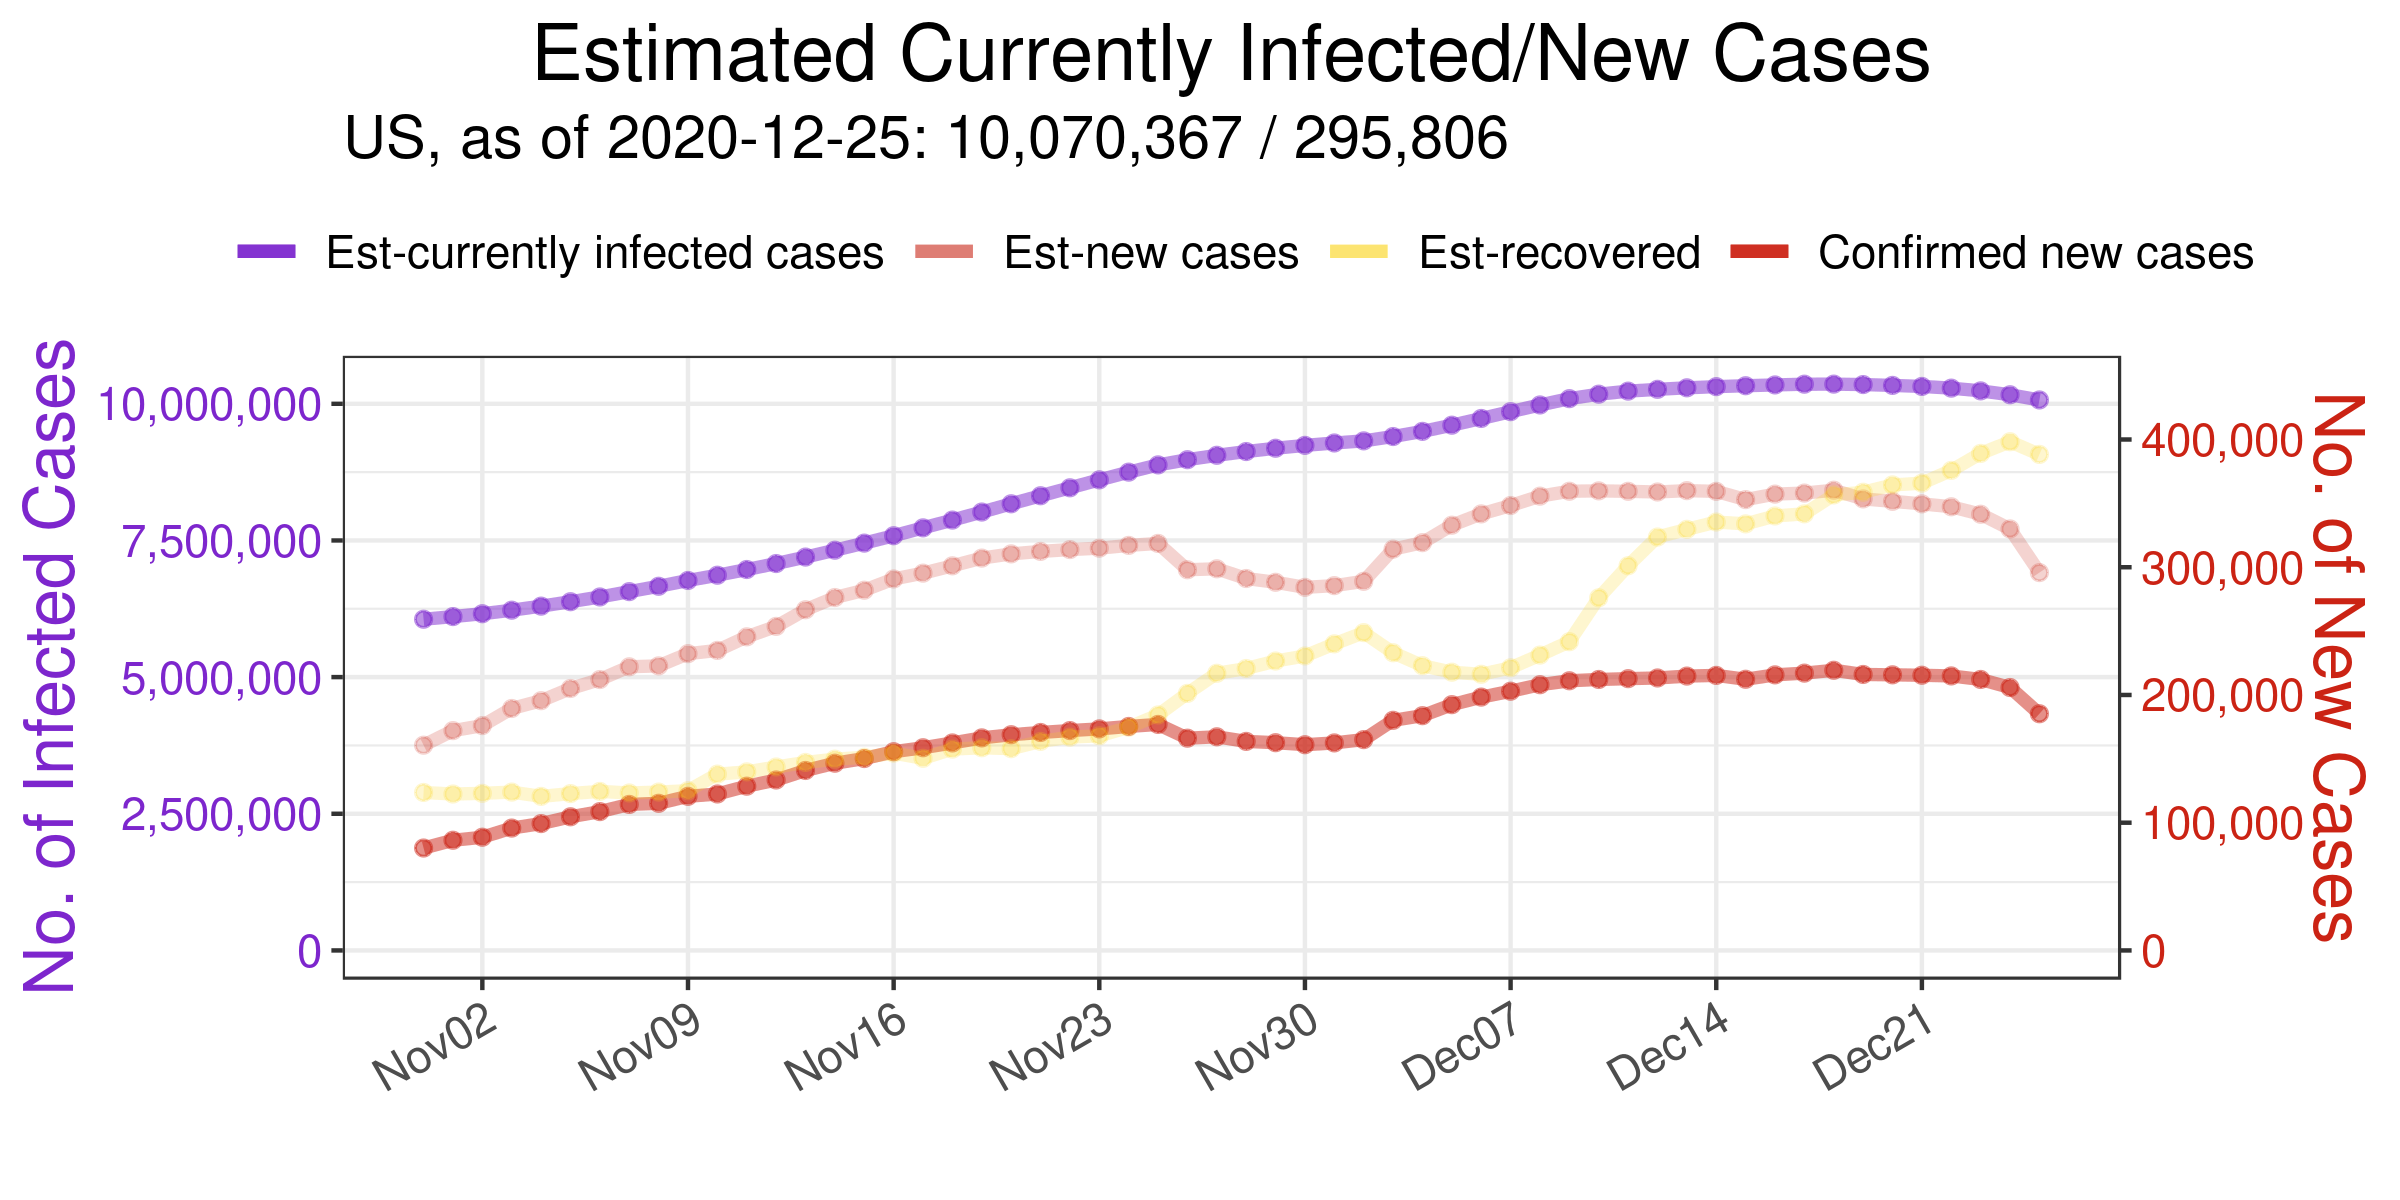 Estimated Currently Infected/New Cases
US, as of 2020-12-25: 10,070,367 / 295,806
Est-currently infected cases Est-new cases Est-recovered Confirmed new cases
No. of Infected Cases
10,000,000
7,500,000
5,000,000
2,500,000
0
400,000
300,000
200,000
100,000
0
No. of New Cases
Nov02 Nov09 Nov16 Nov23 Nov30 Dec07 Dec14 Dec21